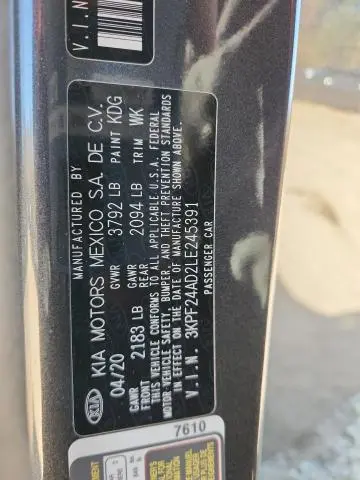 V.I.N
MANUFACTURED BY
KIA KIA MOTORS MEXICO S.A. DE C.V.
04/20 GVWR 3792 LB PAINT KDG
GAWR FRONT 2183 LB GAWR REAR 2094 LB TRIM WK
THIS VEHICLE CONFORMS TO ALL APPLICABLE U.S.A. FEDERAL
MOTOR VEHICLE SAFETY, BUMPER, AND THEFT PREVENTION STANDARDS
IN EFFECT ON THE DATE OF MANUFACTURE SHOWN ABOVE.
V.I.N. 3KPF24AD2LE245391
PASSENGER CAR
7610